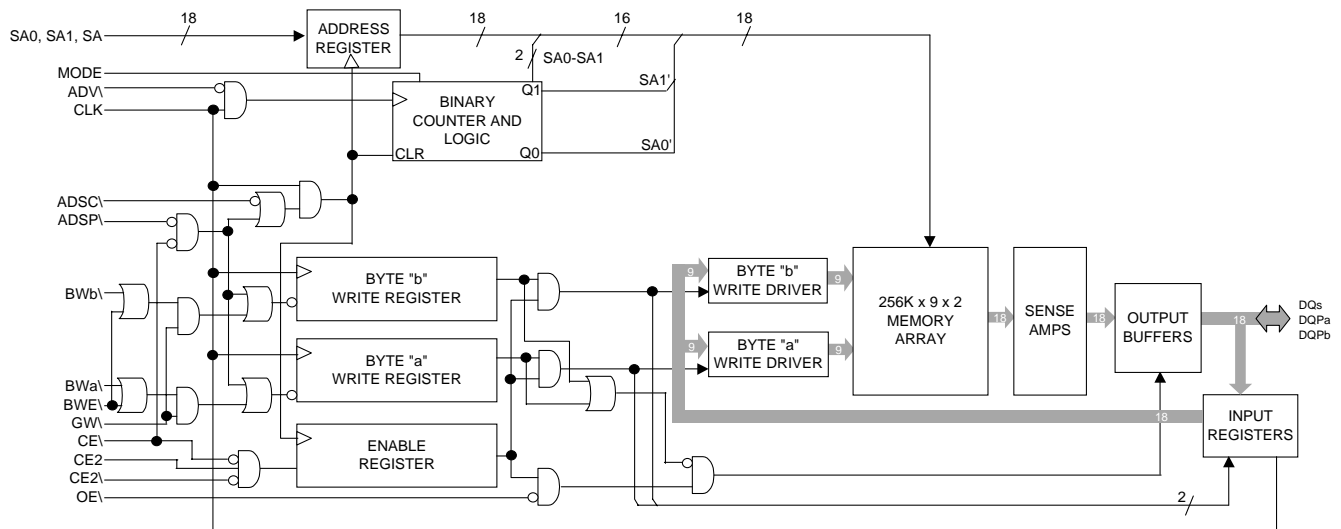 18
ADDRESS
REGISTER
18
16
18
SA0, SA1, SA
2 SA0-SA1
MODE
ADV\
CLK
BINARY
COUNTER AND
LOGIC
Q1
SA1'
CLR
Q0
SA0'
ADSC\
ADSP\
BYTE "b"
WRITE REGISTER
9
BYTE "b"
WRITE DRIVER
9
256K x 9 x 2
MEMORY
ARRAY
18
SENSE
AMPS
18
OUTPUT
BUFFERS
18
DQs
DQPa
DQPb
BWb\
BYTE "a"
WRITE REGISTER
9
BYTE "a"
WRITE DRIVER
9
BWa\
BWE\
GW\
CE\
CE2
CE2\
OE\
ENABLE
REGISTER
18
INPUT
REGISTERS
2